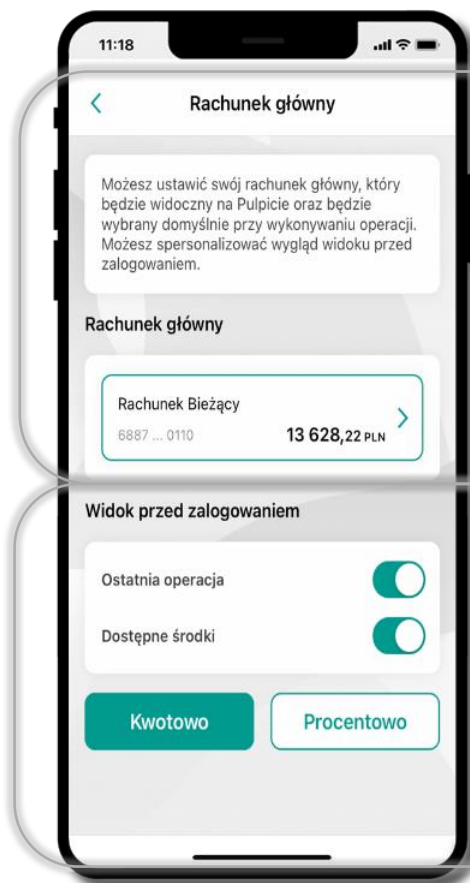 11:18
Rachunek główny
Możesz ustawić swój rachunek główny, który
będzie widoczny na Pulpicie oraz będzie
wybrany domyślnie przy wykonywaniu operacji.
Możesz spersonalizować wygląd widoku przed
zalogowaniem.
Rachunek główny
Rachunek Bieżący
6887 ... 0110 13 628,22 PLN
Widok przed zalogowaniem
Ostatnia operacja
Dostępne środki
Kwotowo Procentowo